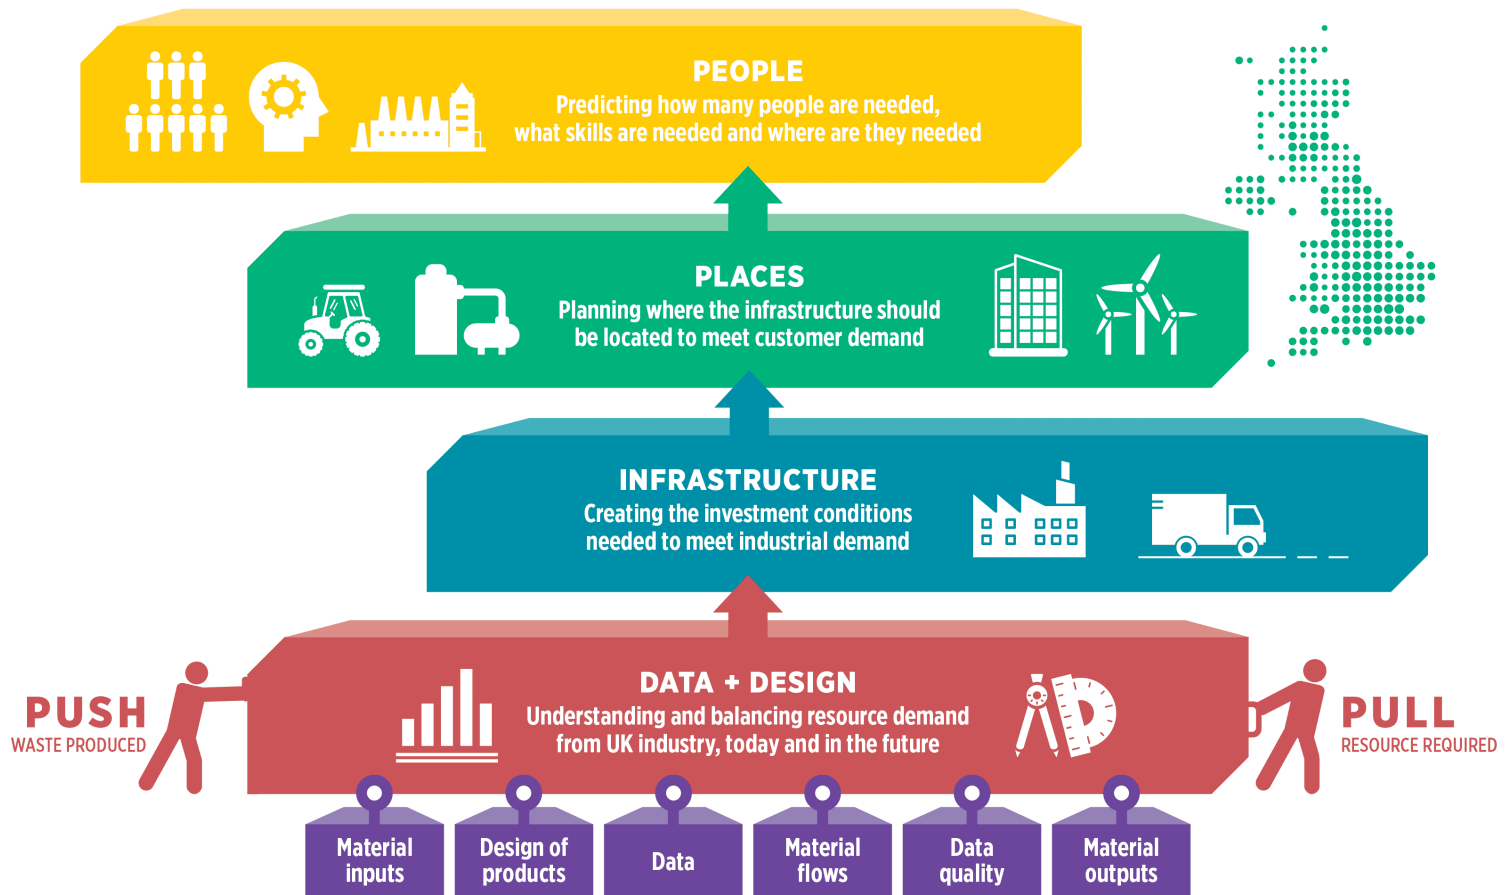 PEOPLE
Predicting how many people are needed,
what skills are needed and where are they needed
PLACES
Planning where the infrastructure should
be located to meet customer demand
INFRASTRUCTURE
Creating the investment conditions
needed to meet industrial demand
PUSH
WASTE PRODUCED
DATA + DESIGN
Understanding and balancing resource demand
from UK industry, today and in the future
PULL
RESOURCE REQUIRED
Material
inputs
Design of
products
Data
Material
flows
Data
quality
Material
outputs